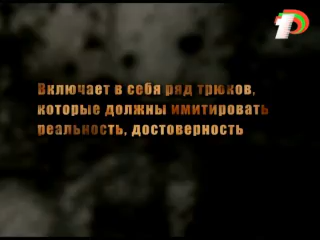 Включает в себя ряд трюков,
которые должны имитировать
реальность, достоверность